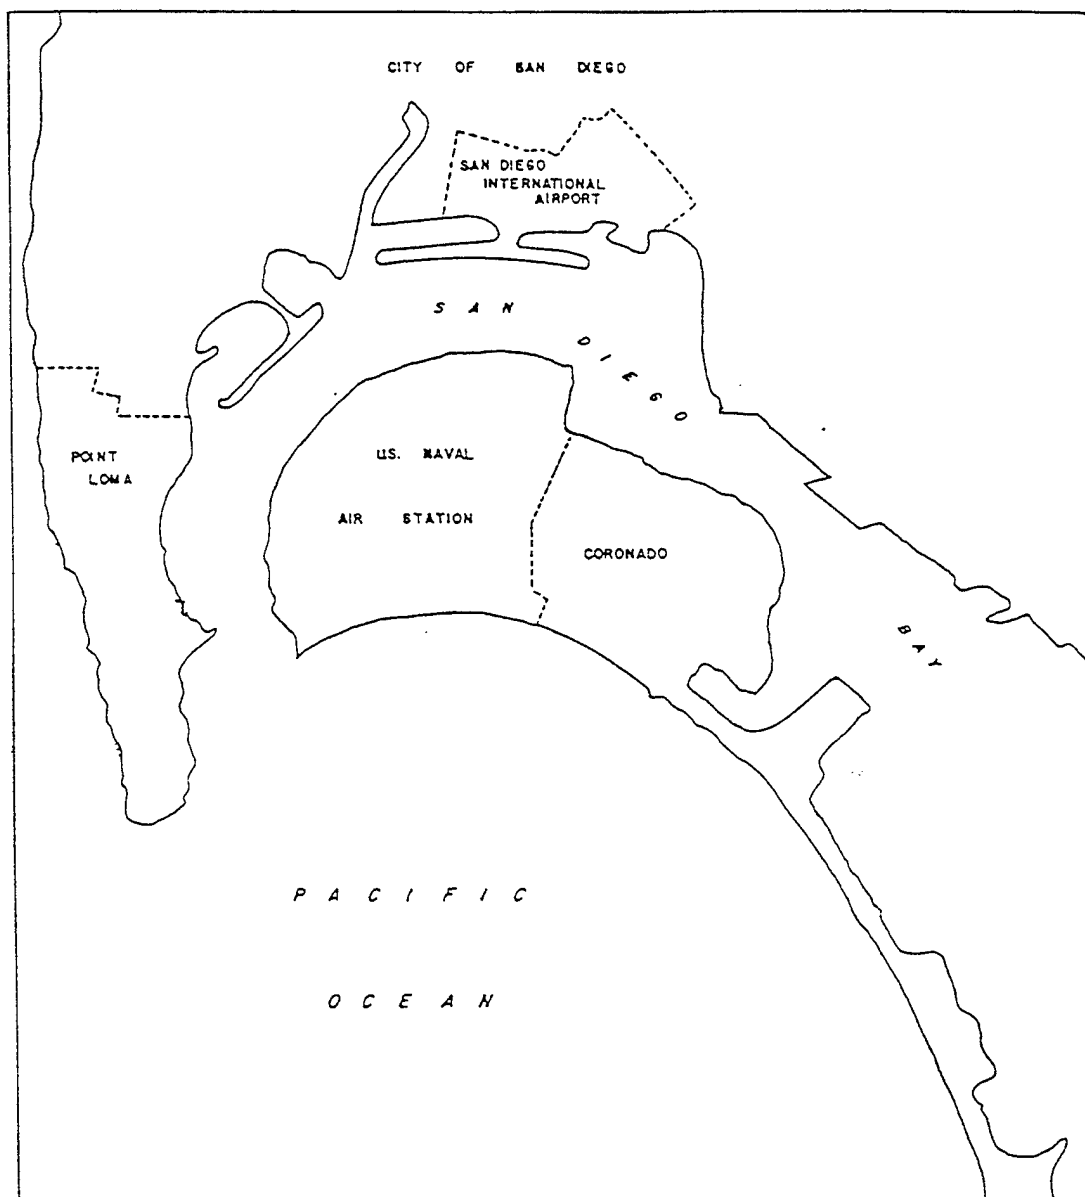 CITY OF SAN DIEGO
SAN DIEGO
INTERNATIONAL
AIRPORT
SAN
DIEGO
POINT
LOMA
U.S. NAVAL
AIR STATION
CORONADO
BAY
PACIFIC
OCEAN